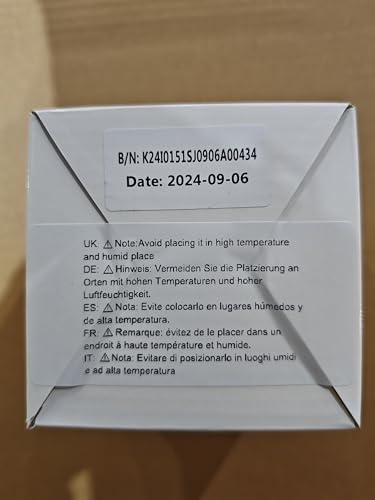 B/N: K24I0151SJ0906A00434
Date: 2024-09-06
UK: ⚠Note:Avoid placing it in high temperature
and humid place
DE: ⚠Hinweis: Vermeiden Sie die Platzierung an
Orten mit hohen Temperaturen und hoher
Luftfeuchtigkeit.
ES: ⚠Nota: Evite colocarlo en lugares húmedos y
de alta temperatura.
FR: ⚠Remarque: évitez de le placer dans un
endroit à haute température et humide.
IT: ⚠Nota: Evitare di posizionarlo in luoghi umidi
e ad alta temperatura